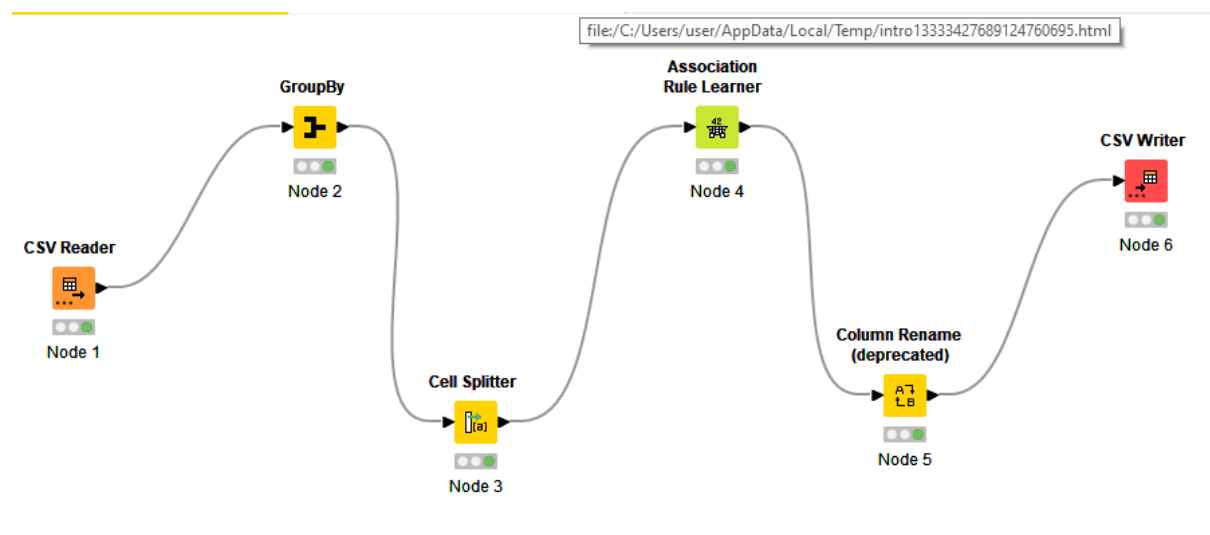 file:/C:/Users/user/AppData/Local/Temp/intro13333427689124760695.html
CSV Reader
Node 1
GroupBy
Node 2
Cell Splitter
Node 3
Association
Rule Learner
Node 4
Column Rename
(deprecated)
Node 5
CSV Writer
Node 6